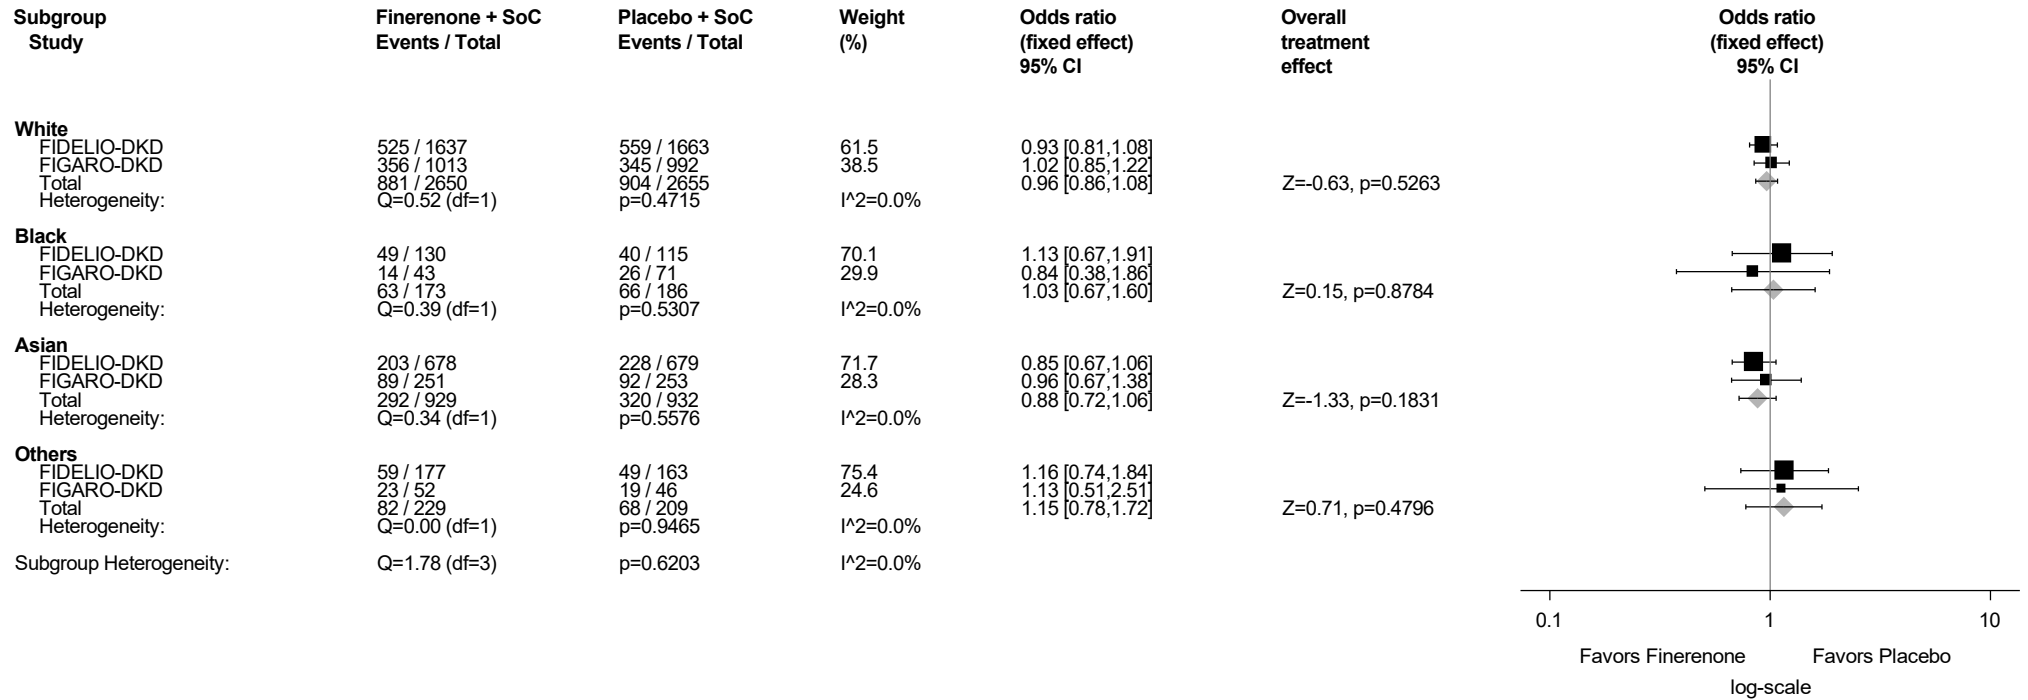 Subgroup Finerenone + SoC Placebo + SoC Weight Odds ratio Overall Odds ratio
Study Events / Total Events / Total (%) (fixed effect) treatment (fixed effect)
95% CI effect 95% CI
White
FIDELIO-DKD 525 / 1637 559 / 1663 61.5 0.93 [0.81,1.08]
FIGARO-DKD 356 / 1013 345 / 992 38.5 1.02 [0.85,1.22]
Total 881 / 2650 904 / 2655 0.96 [0.86,1.08] Z=-0.63, p=0.5263
Heterogeneity: Q=0.52 (df=1) p=0.4715 I^2=0.0%
Black
FIDELIO-DKD 49 / 130 40 / 115 70.1 1.13 [0.67,1.91]
FIGARO-DKD 14 / 43 26 / 71 29.9 0.84 [0.38,1.86]
Total 63 / 173 66 / 186 1.03 [0.67,1.60] Z=0.15, p=0.8784
Heterogeneity: Q=0.39 (df=1) p=0.5307 I^2=0.0%
Asian
FIDELIO-DKD 203 / 678 228 / 679 71.7 0.85 [0.67,1.06]
FIGARO-DKD 89 / 251 92 / 253 28.3 0.96 [0.67,1.38]
Total 292 / 929 320 / 932 0.88 [0.72,1.06] Z=-1.33, p=0.1831
Heterogeneity: Q=0.34 (df=1) p=0.5576 I^2=0.0%
Others
FIDELIO-DKD 59 / 177 49 / 163 75.4 1.16 [0.74,1.84]
FIGARO-DKD 23 / 52 19 / 46 24.6 1.13 [0.51,2.51]
Total 82 / 229 68 / 209 1.15 [0.78,1.72] Z=0.71, p=0.4796
Heterogeneity: Q=0.00 (df=1) p=0.9465 I^2=0.0%
Subgroup Heterogeneity: Q=1.78 (df=3) p=0.6203 I^2=0.0%
0.1 1 10
Favors Finerenone Favors Placebo
log-scale